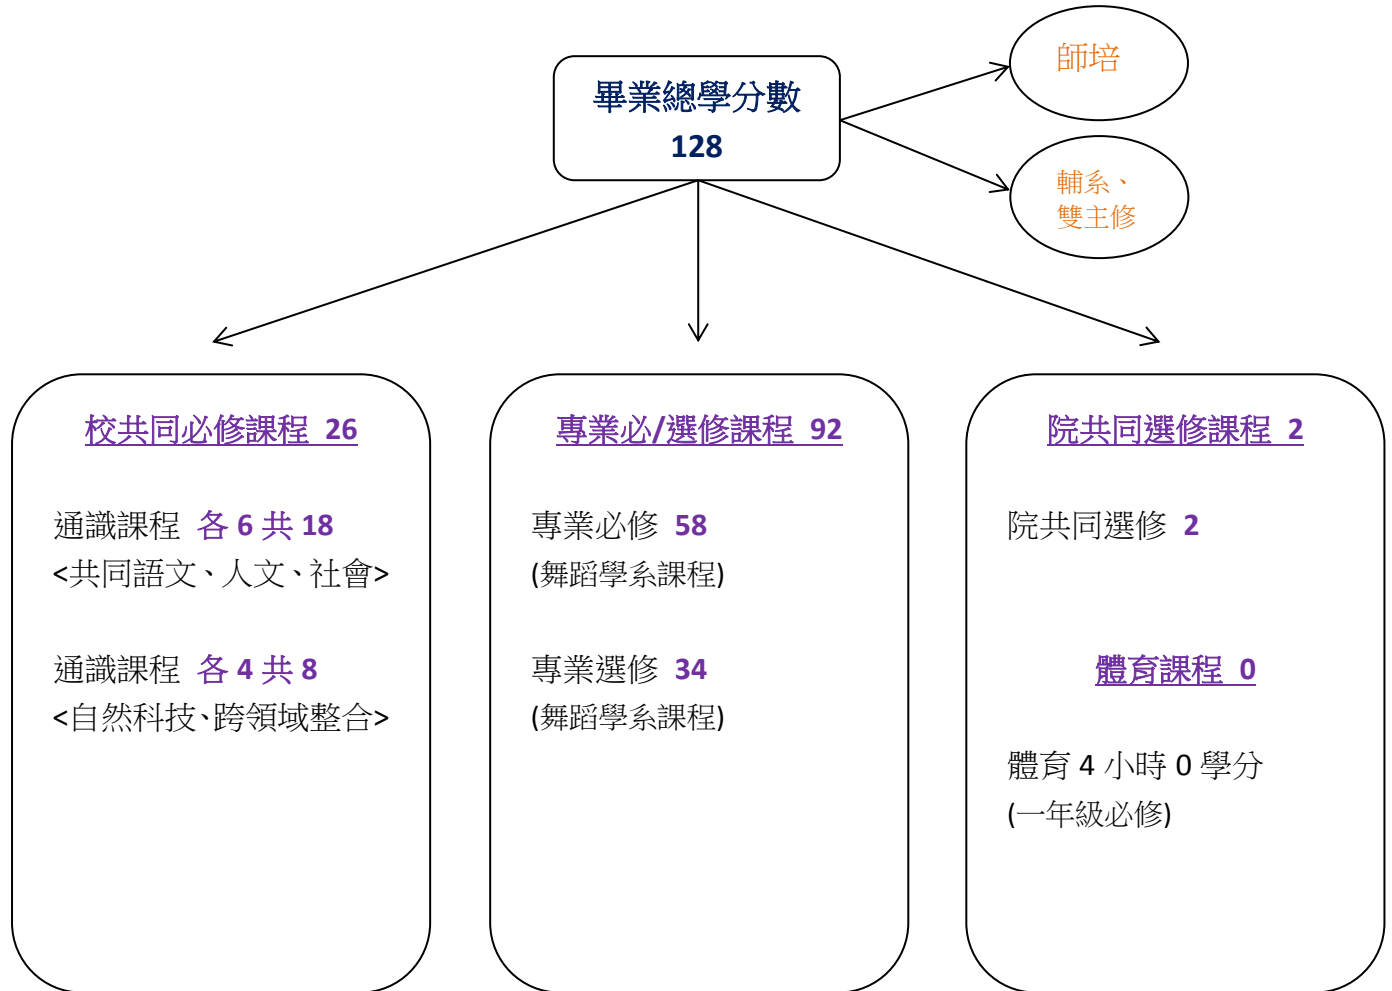 師培
畢業總學分數
128
輔系、
雙主修
校共同必修課程 26
通識課程 各 6 共 18
<共同語文、人文、社會>
通識課程 各 4 共 8
<自然科技、跨領域整合>
專業必/選修課程 92
專業必修 58
(舞蹈學系課程)
專業選修 34
(舞蹈學系課程)
院共同選修課程 2
院共同選修 2
體育課程 0
體育 4 小時 0 學分
(一年級必修)